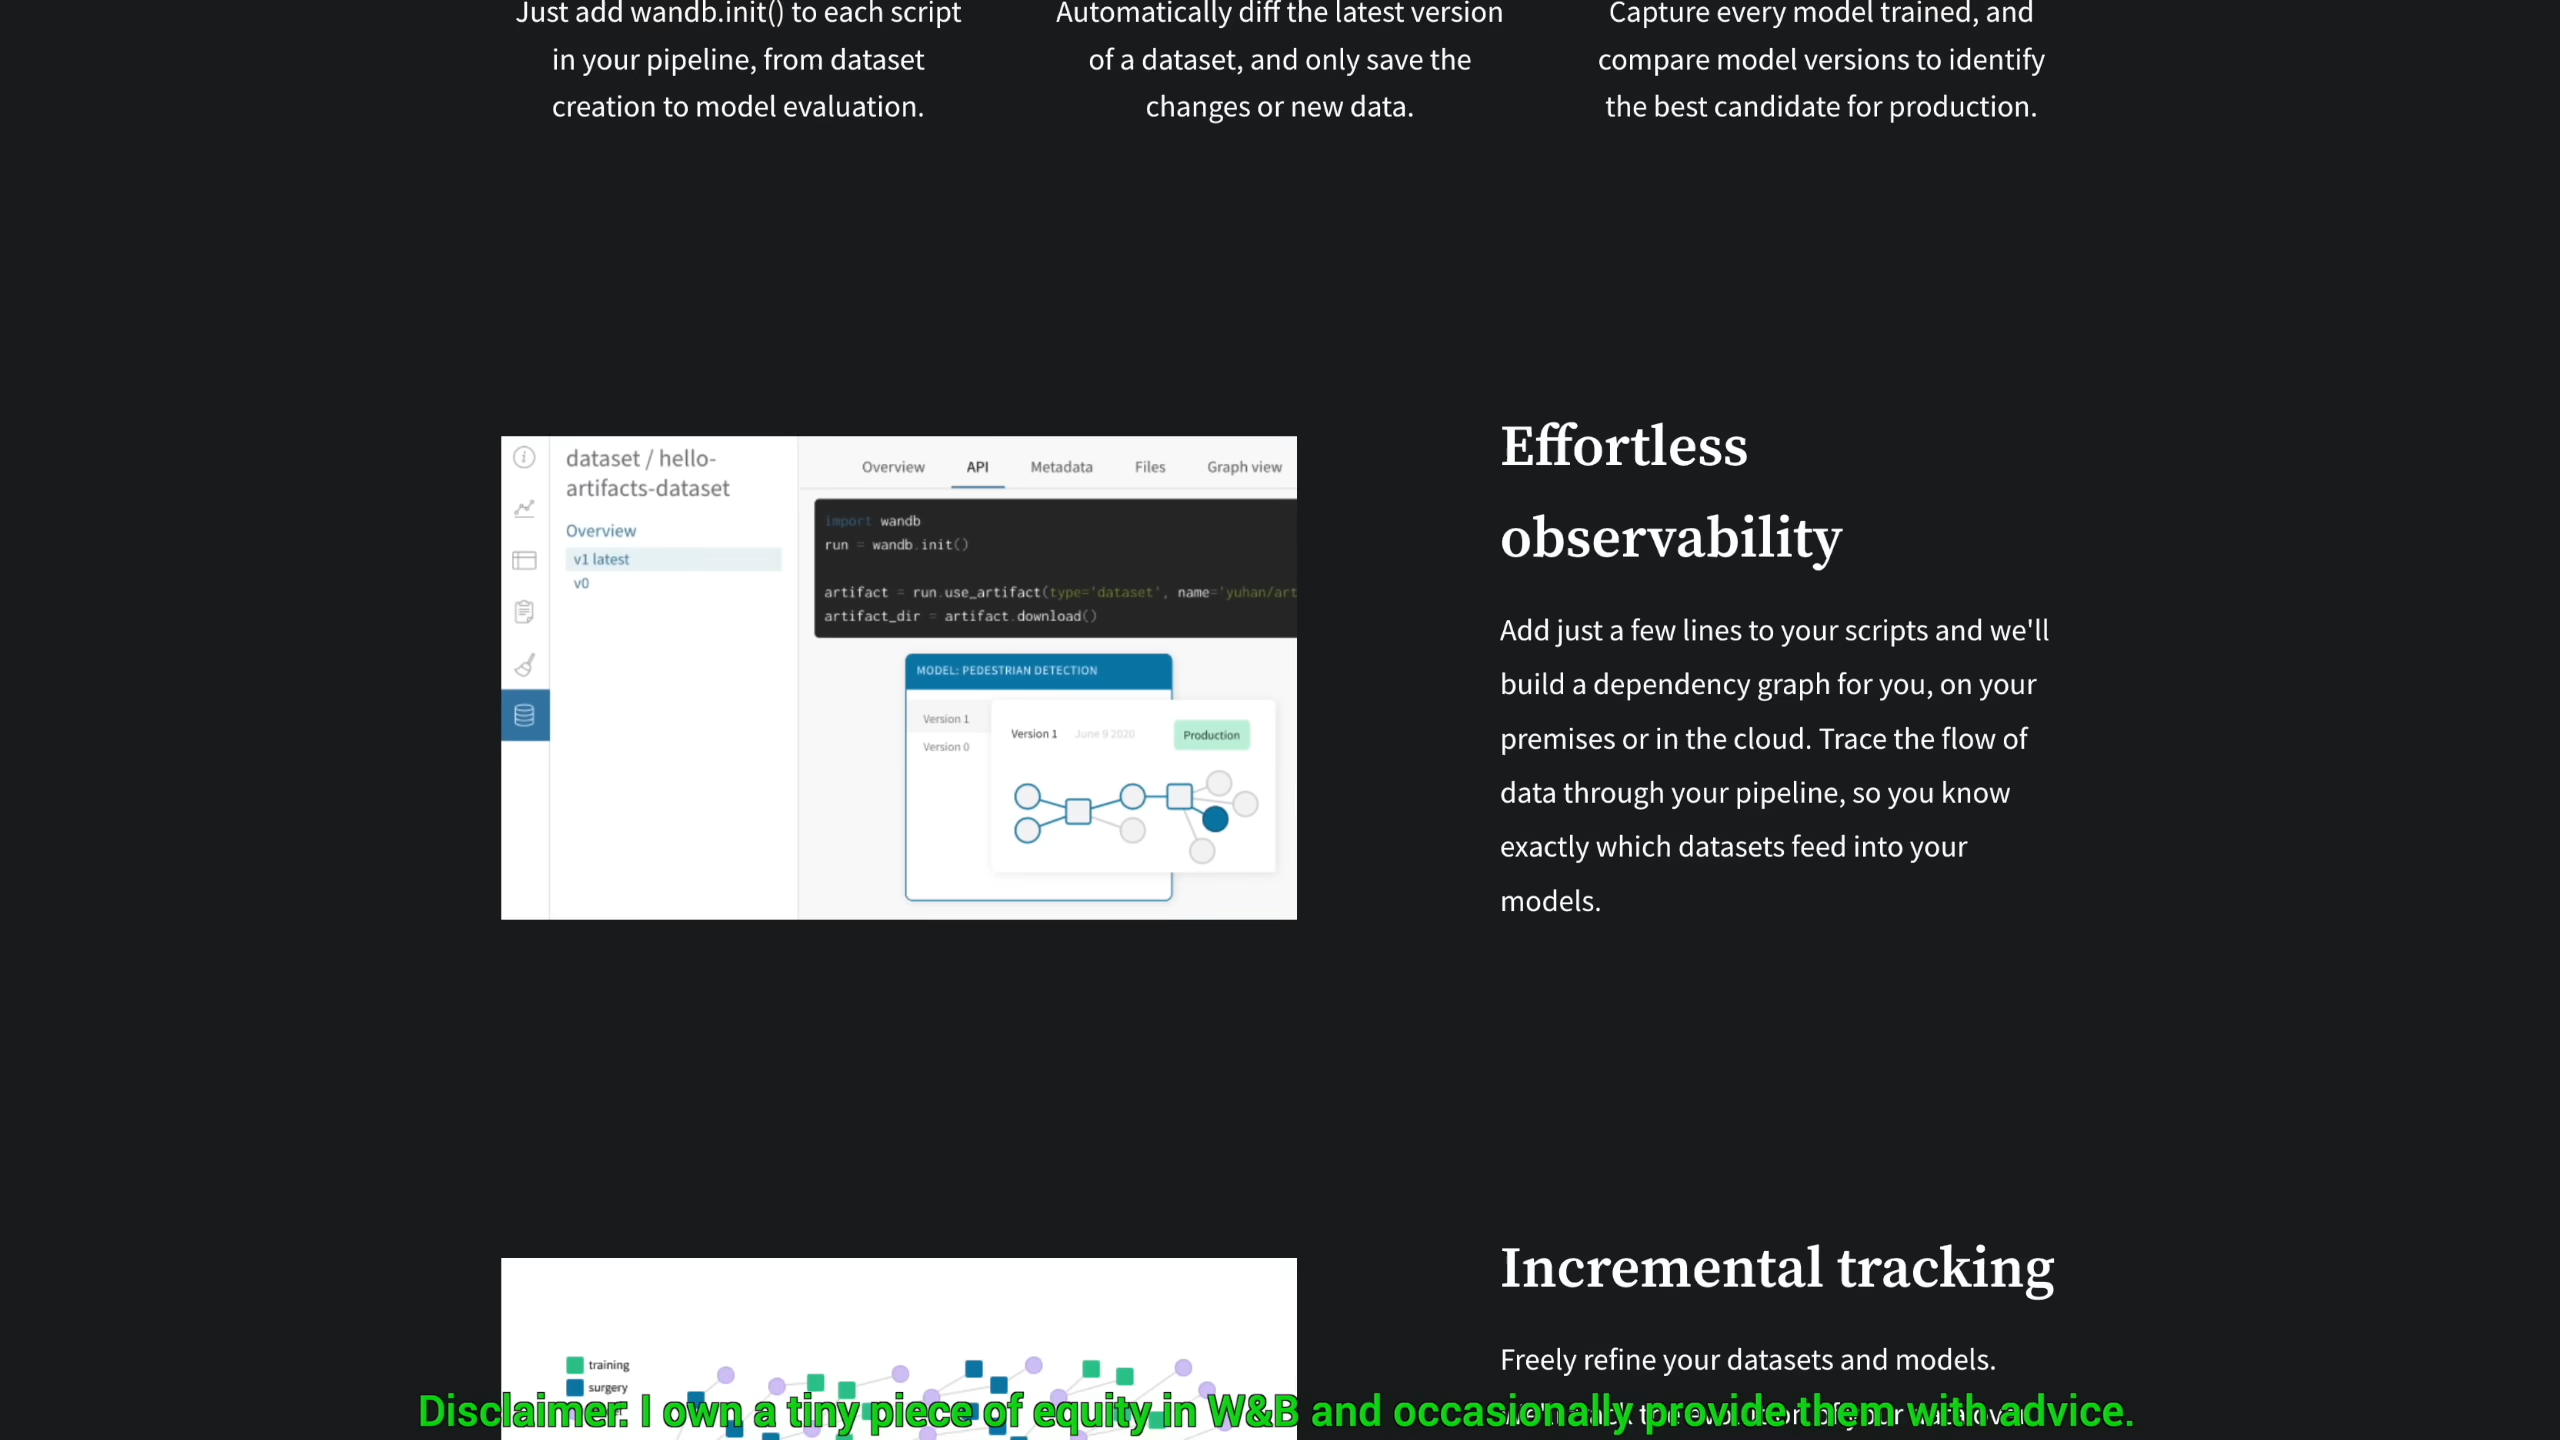 Just add wandb.init() to each script
in your pipeline, from dataset
creation to model evaluation.
Automatically diff the latest version
of a dataset, and only save the
changes or new data.
Capture every model trained, and
compare model versions to identify
the best candidate for production.
dataset / hello-
artifacts-dataset
Overview
v1 latest
v0
Overview API Metadata Files Graph view
import wandb
run = wandb.init()
artifact = run.use_artifact(type='dataset', name='yuhan/art
artifact_dir = artifact.download()
MODEL: PEDESTRIAN DETECTION
Version 1
Version 0
Version 1 June 9 2020 Production
Effortless
observability
Add just a few lines to your scripts and we'll
build a dependency graph for you, on your
premises or in the cloud. Trace the flow of
data through your pipeline, so you know
exactly which datasets feed into your
models.
training
surgery
Incremental tracking
Freely refine your datasets and models.
Disclaimer: I own a tiny piece of equity in W&B and occasionally provide them with advice.